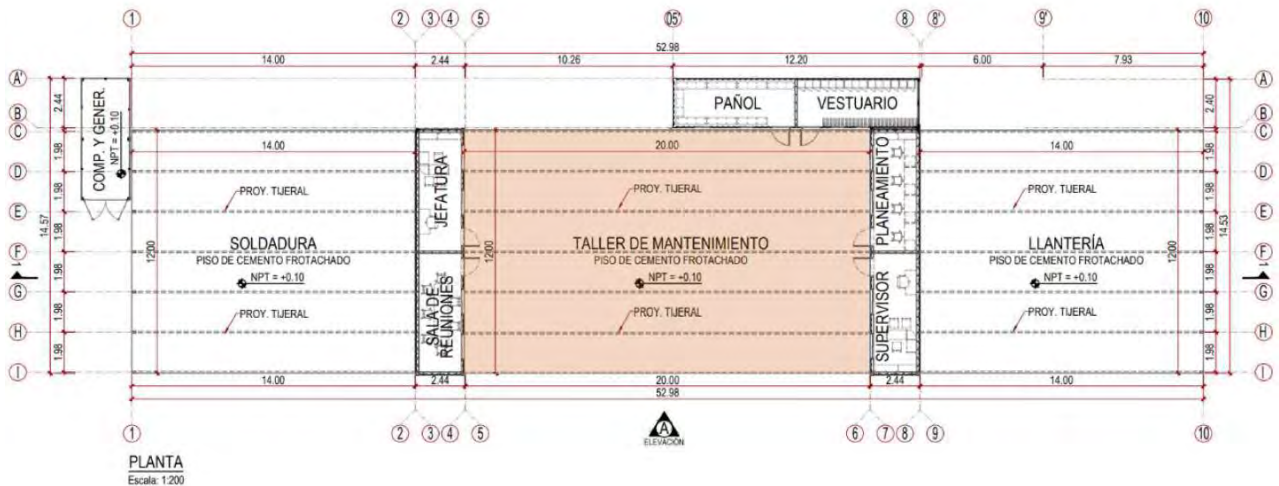 1 2 3 4 5 05' 8 8' 9' 10
52.98
14.00 2.44 10.26 12.20 6.00 7.93
A' B C D E F G H I
2.44 1.98 1.98 1.98 1.98 1.98 1.98
14.57
COMP. Y GENER.
NPT = +0.10
PAÑOL VESTUARIO
14.00 20.00 14.00
JEFATURA
PLANEAMIENTO
PROY. TIJERAL PROY. TIJERAL PROY. TIJERAL
SOLDADURA TALLER DE MANTENIMIENTO LLANTERÍA
PISO DE CEMENTO FROTACHADO PISO DE CEMENTO FROTACHADO PISO DE CEMENTO FROTACHADO
NPT = +0.10 NPT = +0.10 NPT = +0.10
1200 1200 1200
SALA DE
REUNIONES
SUPERVISOR
PROY. TIJERAL PROY. TIJERAL PROY. TIJERAL
A B C D E F G H I
2.40 1.98 1.98 1.98 1.98 1.98 1.98
14.53
1 1
14.00 2.44 20.00 2.44 14.00
52.98
1 2 3 4 5 6 7 8 9 10
A
ELEVACIÓN
PLANTA
Escala: 1:200